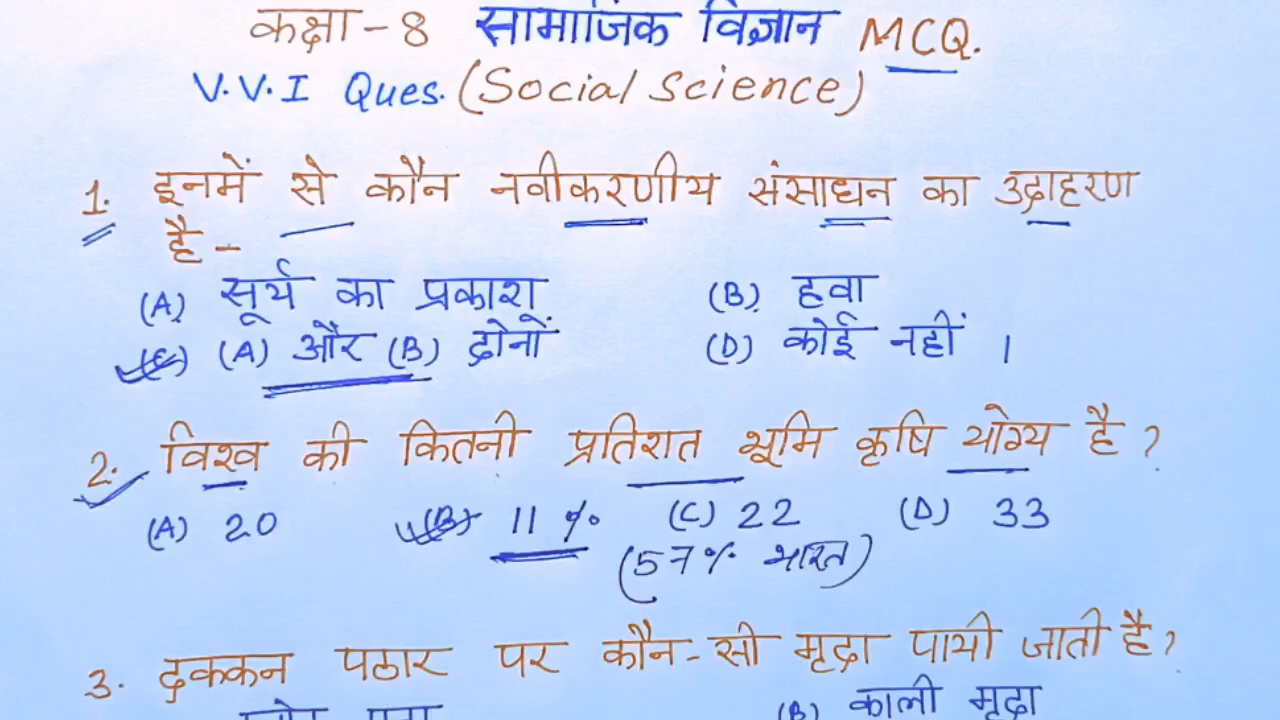 कक्षा - 8 सामाजिक विज्ञान MCQ.
V.V.I Ques. (Social Science)
1. इनमें से कौन नवीकरणीय संसाधन का उदाहरण
है -
(A) सूर्य का प्रकाश (B) हवा
(C) (A) और (B) दोनों (D) कोई नहीं ।
2. विश्व की कितनी प्रतिशत भूमि कृषि योग्य है ?
(A) 20 (B) 11 % (C) 22 (D) 33
(57% भारत)
3. दक्कन पठार पर कौन-सी मृदा पायी जाती है ?
(B) काली मृदा